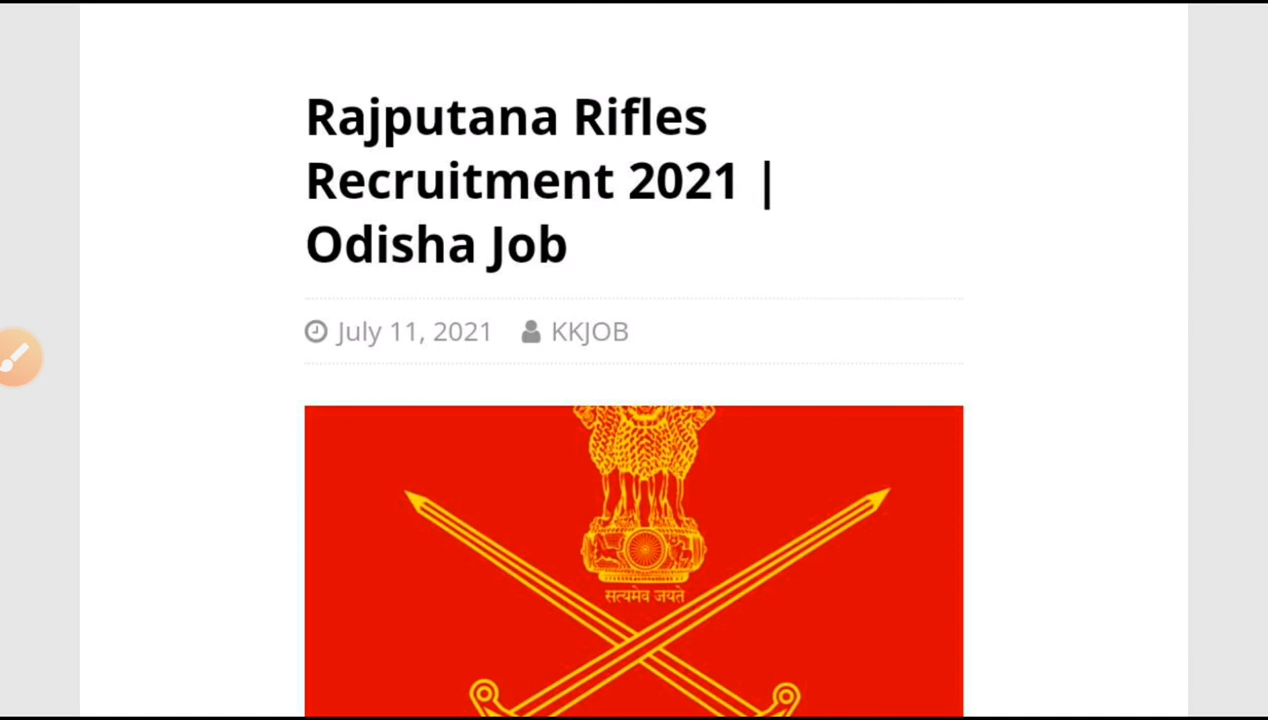 Rajputana Rifles
Recruitment 2021 |
Odisha Job
July 11, 2021 KKJOB
सत्यमेव जयते